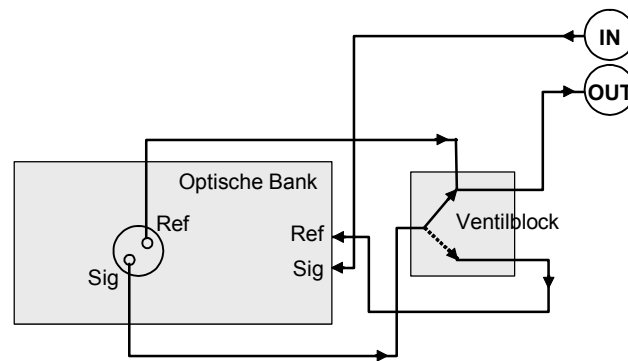 IN
OUT
Optische Bank
Ref
Sig
Ref
Sig
Ventilblock